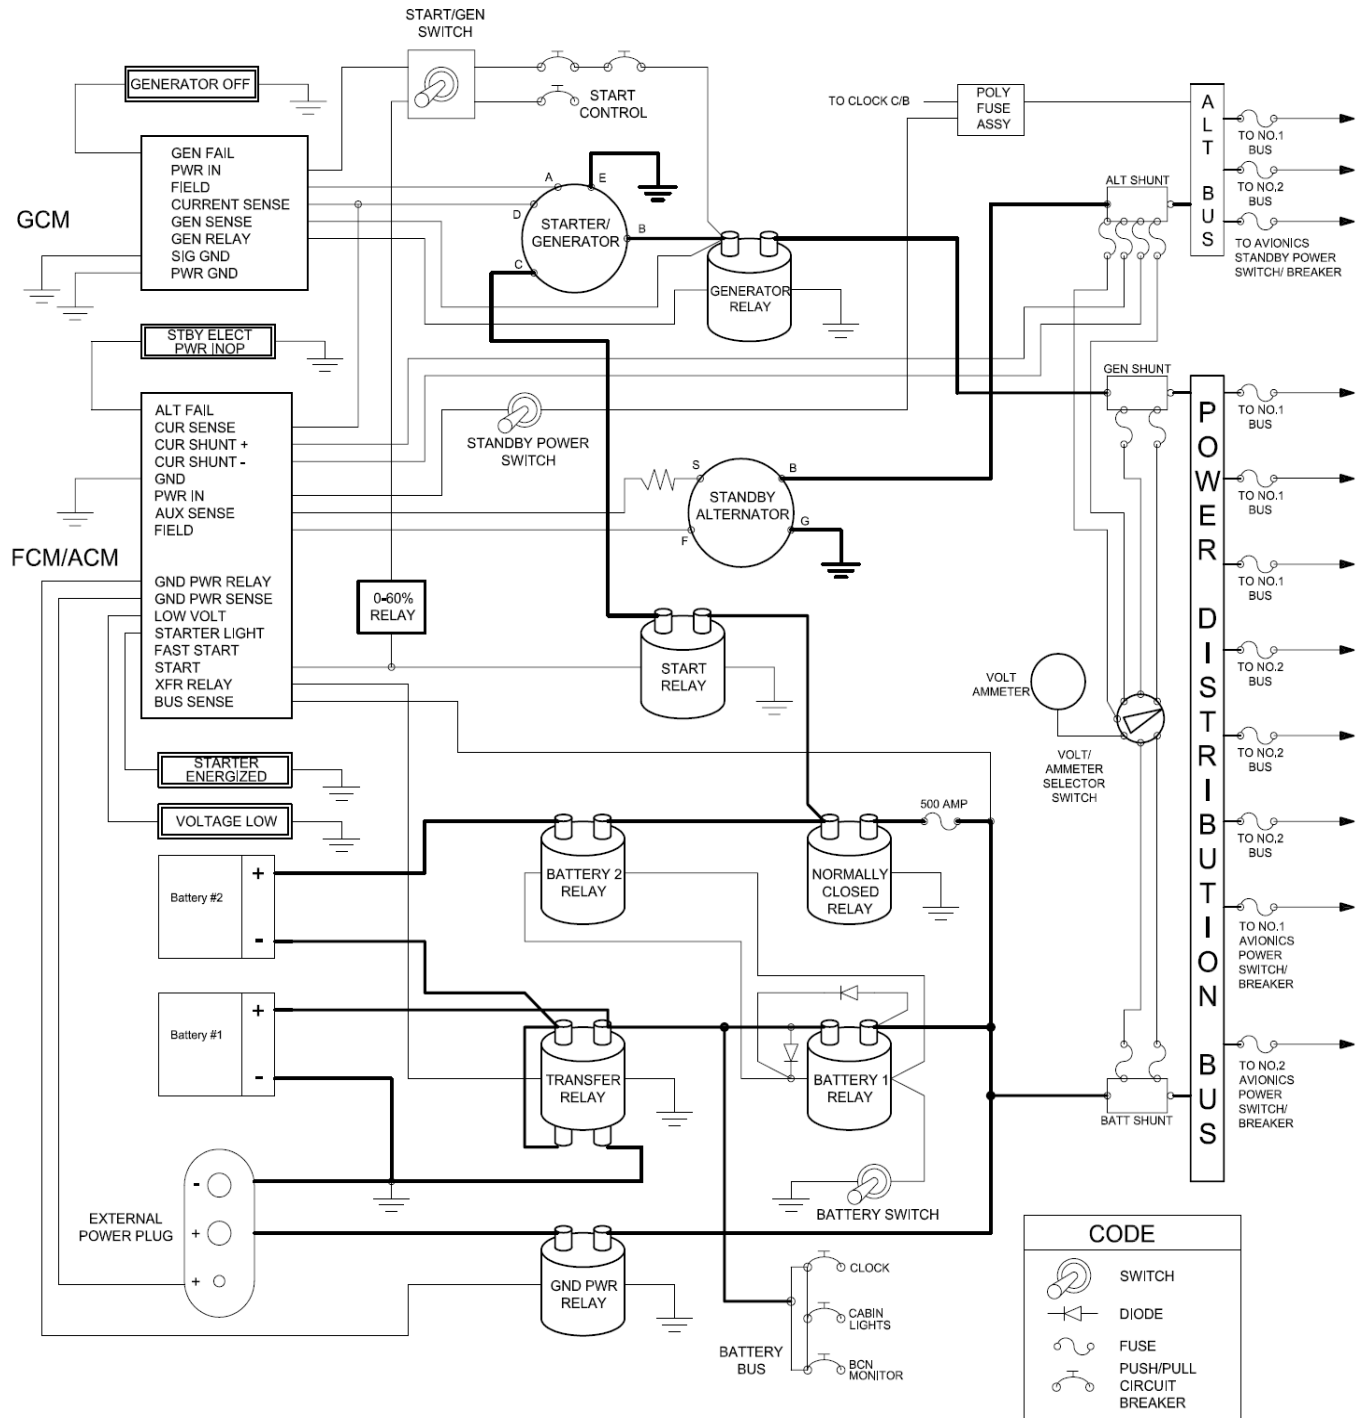 START/GEN
SWITCH
GENERATOR OFF
START
CONTROL
TO CLOCK C/B
POLY
FUSE
ASSY
ALT BUS
TO NO.1
BUS
TO NO.2
BUS
TO AVIONICS
STANDBY POWER
SWITCH/ BREAKER
ALT SHUNT
GCM
GEN FAIL
PWR IN
FIELD
CURRENT SENSE
GEN SENSE
GEN RELAY
SIG GND
PWR GND
A
E
D
B
C
STARTER/
GENERATOR
GENERATOR
RELAY
STBY ELECT
PWR INOP
GEN SHUNT
STANDBY POWER
SWITCH
FCM/ACM
ALT FAIL
CUR SENSE
CUR SHUNT +
CUR SHUNT -
GND
PWR IN
AUX SENSE
FIELD
GND PWR RELAY
GND PWR SENSE
LOW VOLT
STARTER LIGHT
FAST START
START
XFR RELAY
BUS SENSE
S
B
F
G
STANDBY
ALTERNATOR
0-60%
RELAY
START
RELAY
VOLT
AMMETER
VOLT/
AMMETER
SELECTOR
SWITCH
POWER DISTRIBUTION BUS
TO NO.1
BUS
TO NO.1
BUS
TO NO.1
BUS
TO NO.2
BUS
TO NO.2
BUS
TO NO.2
BUS
TO NO.1
AVIONICS
POWER
SWITCH/
BREAKER
TO NO.2
AVIONICS
POWER
SWITCH/
BREAKER
STARTER
ENERGIZED
VOLTAGE LOW
500 AMP
BATTERY 2
RELAY
NORMALLY
CLOSED
RELAY
Battery #2
+
-
Battery #1
+
-
TRANSFER
RELAY
BATTERY 1
RELAY
BATT SHUNT
BATTERY SWITCH
EXTERNAL
POWER PLUG
-
+
+
GND PWR
RELAY
CLOCK
CABIN
LIGHTS
BCN
MONITOR
BATTERY
BUS
CODE
SWITCH
DIODE
FUSE
PUSH/PULL
CIRCUIT
BREAKER